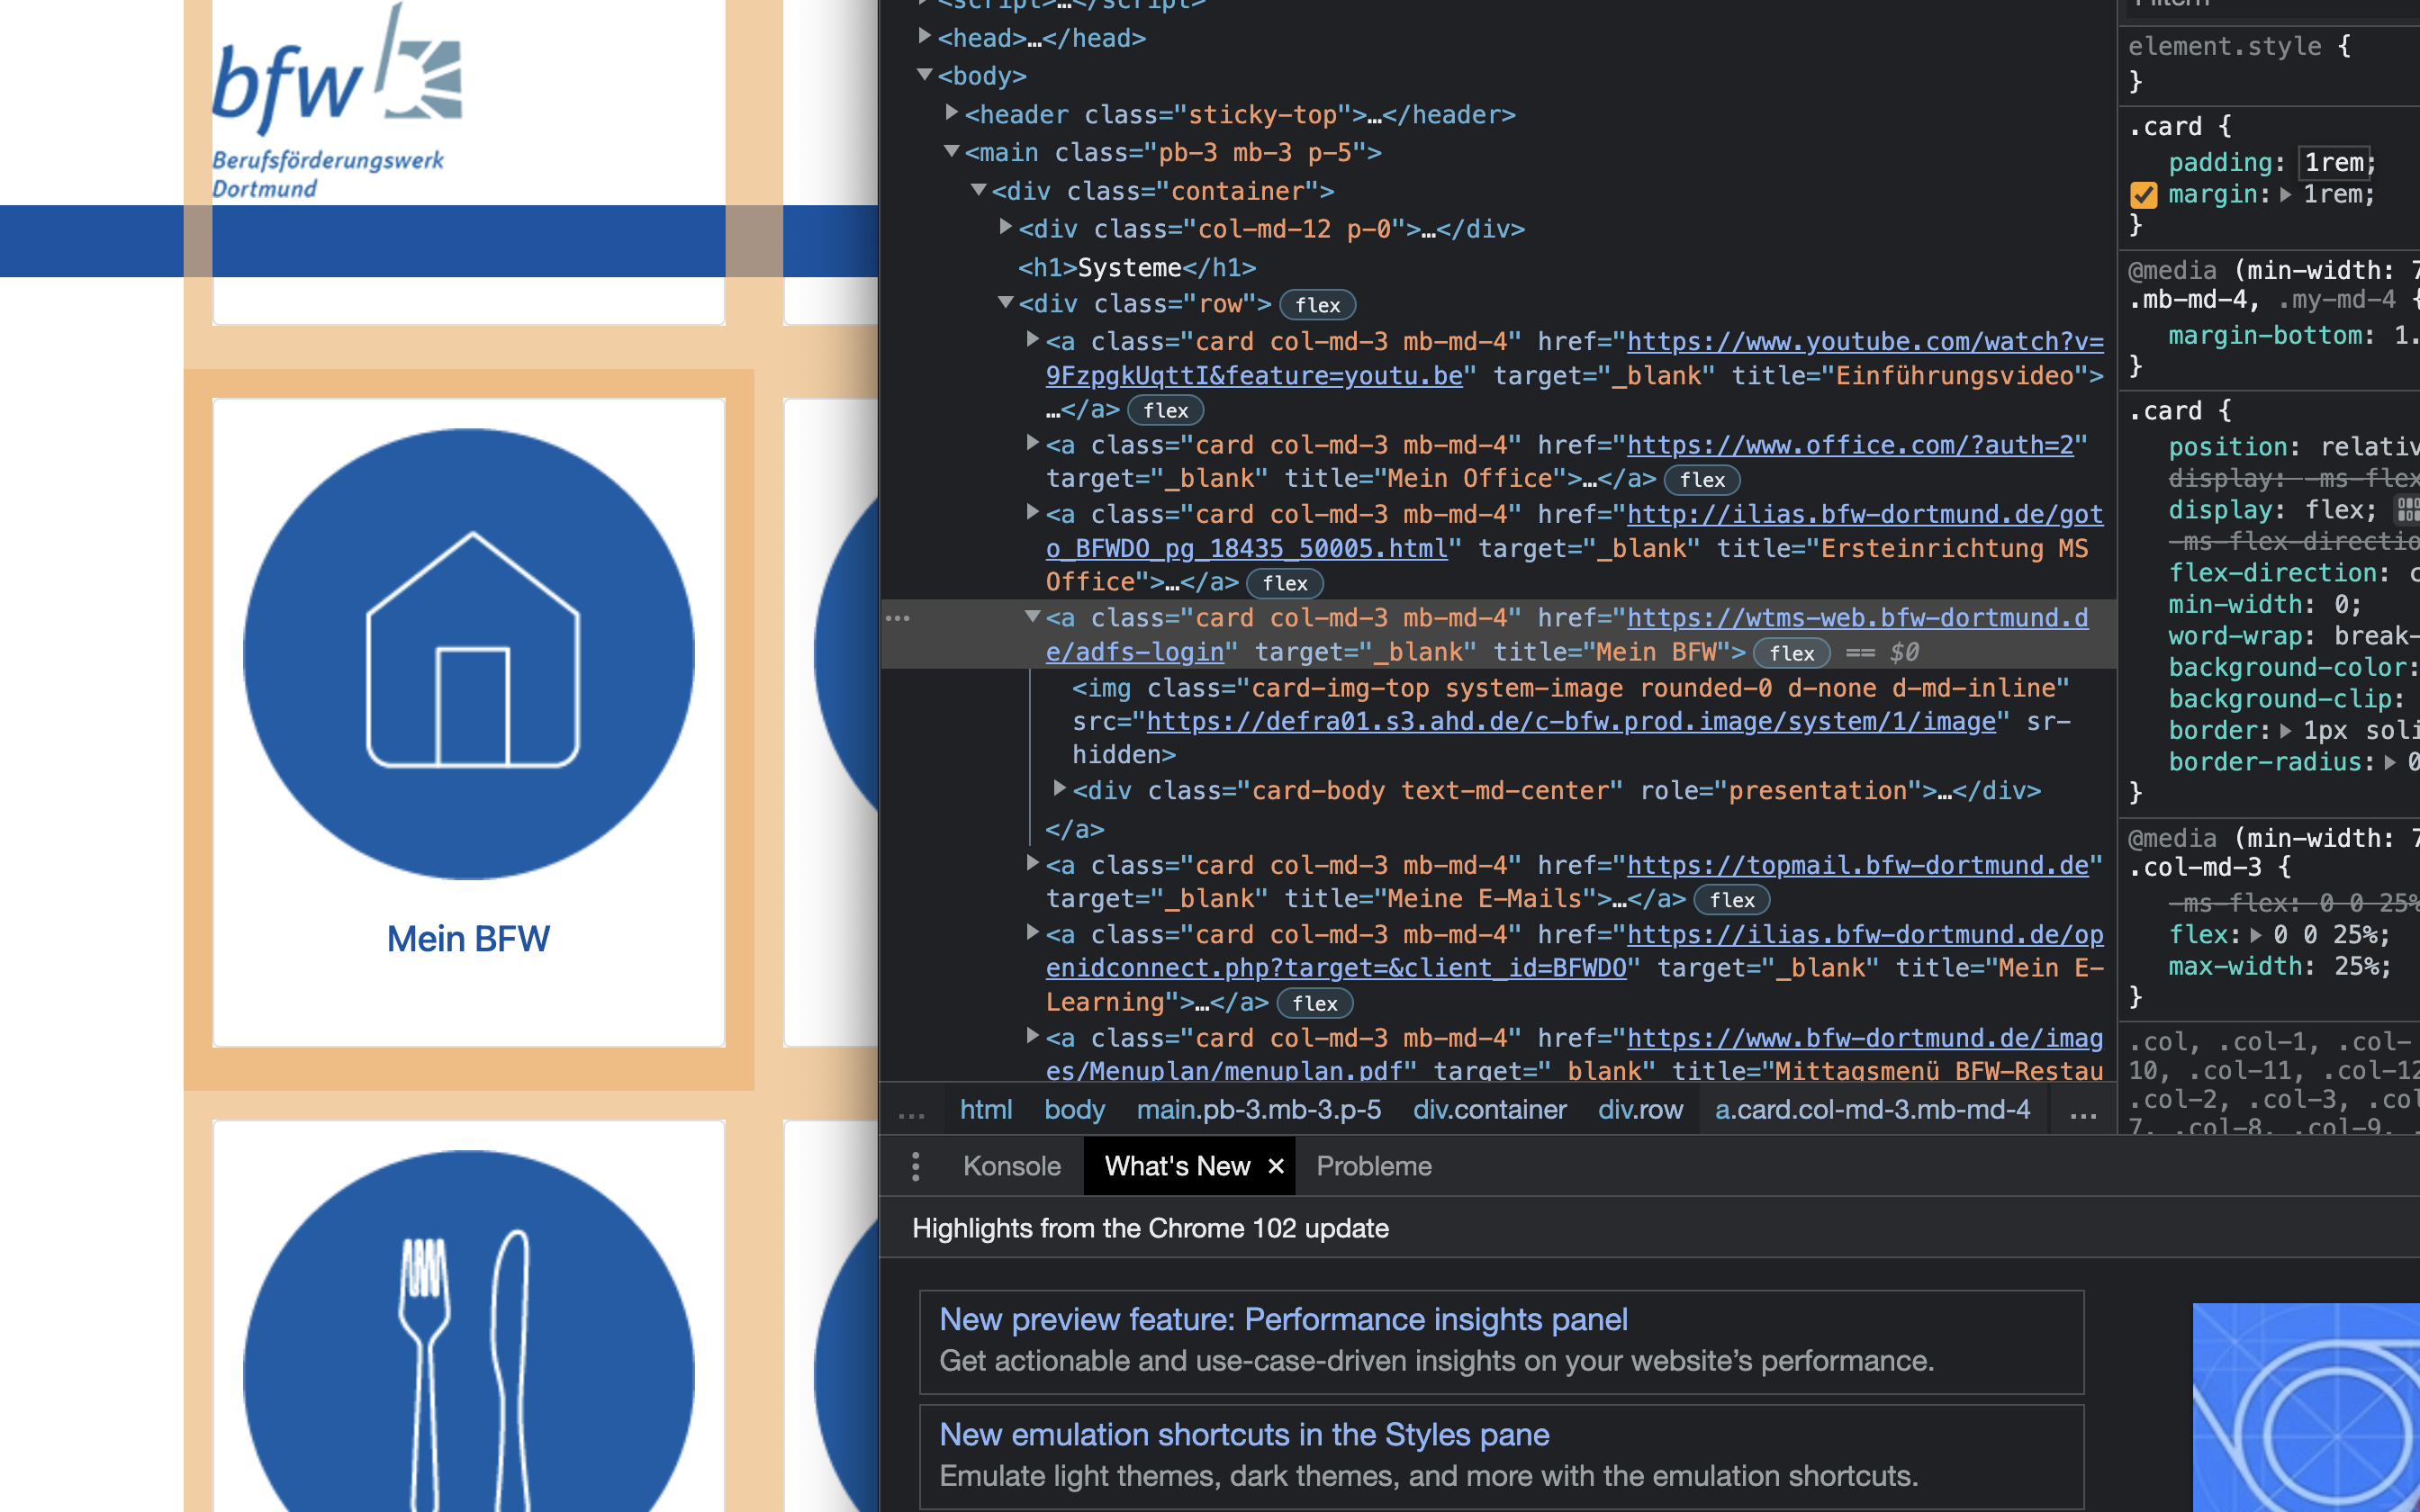 bfw
Berufsförderungswerk
Dortmund
Mein BFW
<script>…</script>
<head>…</head>
<body>
<header class="sticky-top">…</header>
<main class="pb-3 mb-3 p-5">
<div class="container">
<div class="col-md-12 p-0">…</div>
<h1>Systeme</h1>
<div class="row"> flex
<a class="card col-md-3 mb-md-4" href="https://www.youtube.com/watch?v=
9FzpgkUqttI&feature=youtu.be" target="_blank" title="Einführungsvideo">
…</a> flex
<a class="card col-md-3 mb-md-4" href="https://www.office.com/?auth=2"
target="_blank" title="Mein Office">…</a> flex
<a class="card col-md-3 mb-md-4" href="http://ilias.bfw-dortmund.de/got
o_BFWDO_pg_18435_50005.html" target="_blank" title="Ersteinrichtung MS
Office">…</a> flex
… <a class="card col-md-3 mb-md-4" href="https://wtms-web.bfw-dortmund.d
e/adfs-login" target="_blank" title="Mein BFW"> flex == $0
<img class="card-img-top system-image rounded-0 d-none d-md-inline"
src="https://defra01.s3.ahd.de/c-bfw.prod.image/system/1/image" sr-
hidden>
<div class="card-body text-md-center" role="presentation">…</div>
</a>
<a class="card col-md-3 mb-md-4" href="https://topmail.bfw-dortmund.de"
target="_blank" title="Meine E-Mails">…</a> flex
<a class="card col-md-3 mb-md-4" href="https://ilias.bfw-dortmund.de/op
enidconnect.php?target=&client_id=BFWDO" target="_blank" title="Mein E-
Learning">…</a> flex
<a class="card col-md-3 mb-md-4" href="https://www.bfw-dortmund.de/imag
es/Menuplan/menuplan.pdf" target="_blank" title="Mittagsmenü BFW-Restau
… html body main.pb-3.mb-3.p-5 div.container div.row a.card.col-md-3.mb-md-4 …
Konsole What's New × Probleme
Highlights from the Chrome 102 update
New preview feature: Performance insights panel
Get actionable and use-case-driven insights on your website's performance.
New emulation shortcuts in the Styles pane
Emulate light themes, dark themes, and more with the emulation shortcuts.
Filtern
element.style {
}
.card {
padding: 1rem;
margin: 1rem;
}
@media (min-width: 7
.mb-md-4, .my-md-4 {
margin-bottom: 1.
}
.card {
position: relativ
display: -ms-flex
display: flex;
-ms-flex-directio
flex-direction: c
min-width: 0;
word-wrap: break-
background-color:
background-clip:
border: 1px soli
border-radius: 0
}
@media (min-width: 7
.col-md-3 {
-ms-flex: 0 0 25%
flex: 0 0 25%;
max-width: 25%;
}
.col, .col-1, .col-
10, .col-11, .col-12
.col-2, .col-3, .col
7, .col-8, .col-9, .